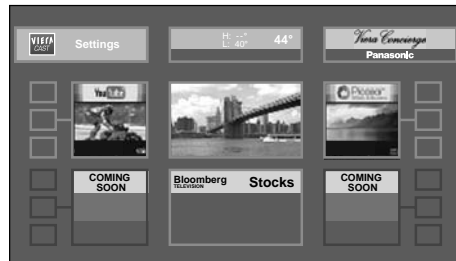 VIERA
CAST
Settings
H: --°
L: 40°
44°
Viera Concierge
Panasonic
YouTube
Picasa
COMING
SOON
Bloomberg
TELEVISION
Stocks
COMING
SOON